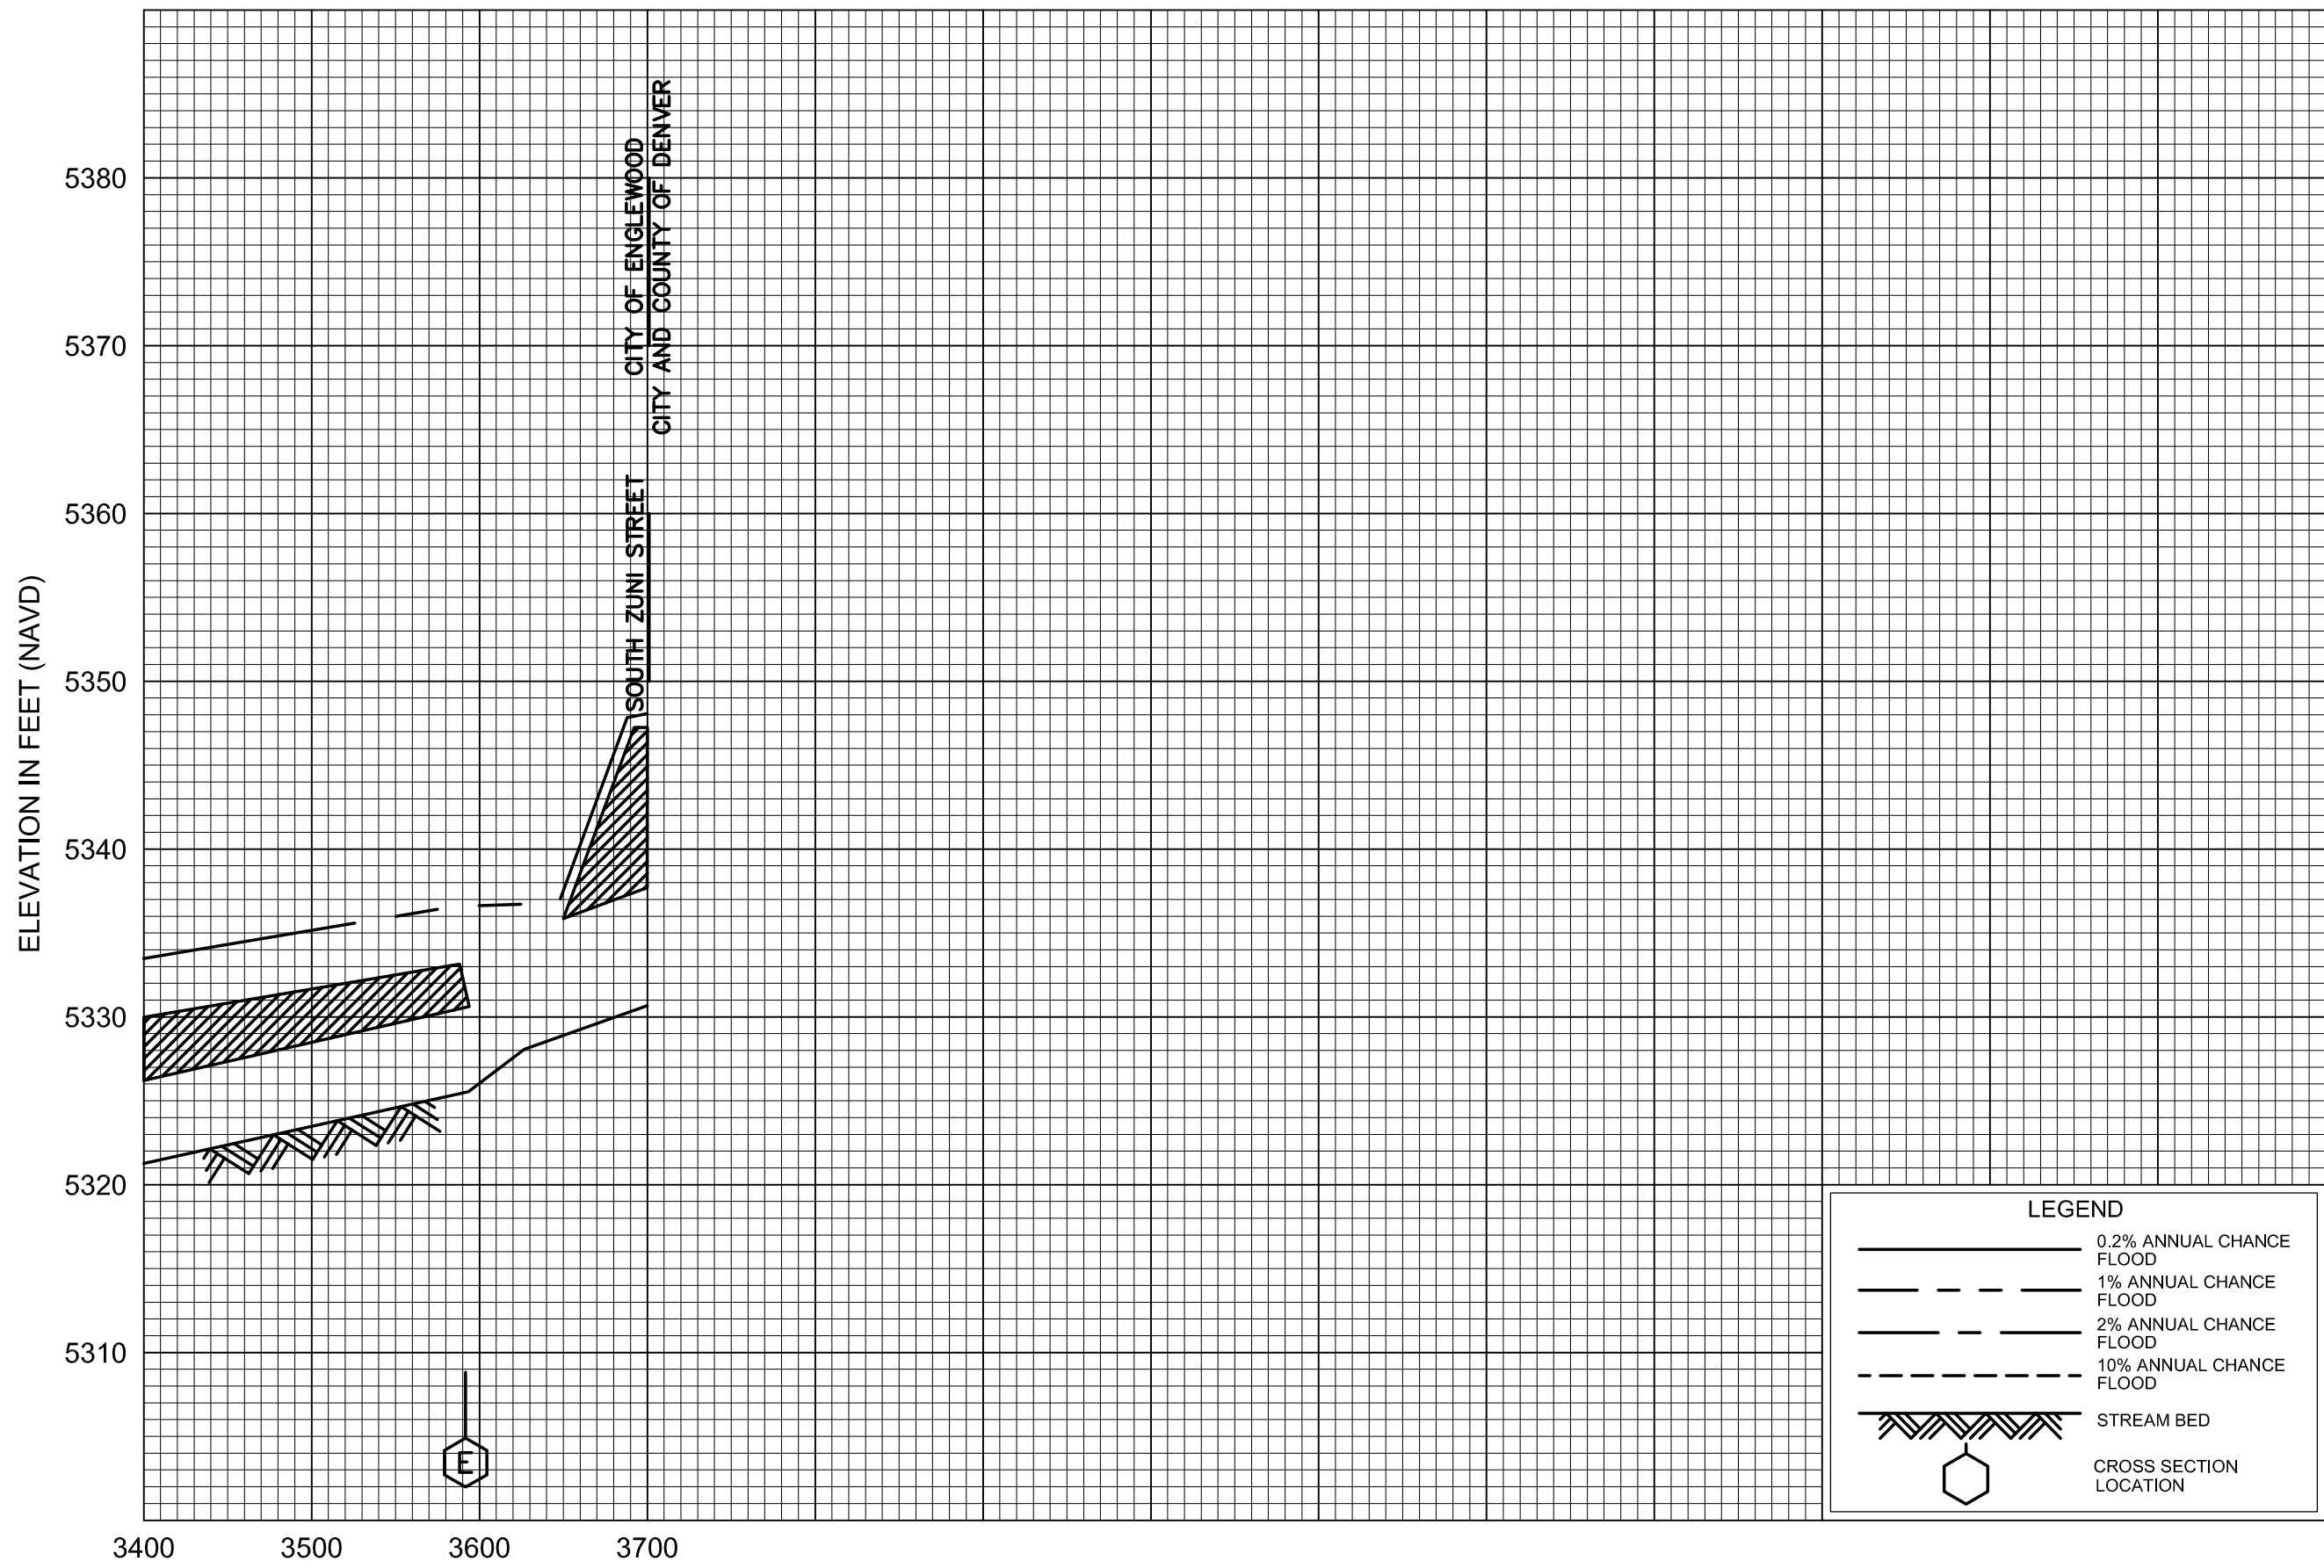 CITY OF ENGLEWOOD
CITY AND COUNTY OF DENVER
SOUTH ZUNI STREET
ELEVATION IN FEET (NAVD)
5380
5370
5360
5350
5340
5330
5320
5310
E
3400 3500 3600 3700
LEGEND
0.2% ANNUAL CHANCE
FLOOD
1% ANNUAL CHANCE
FLOOD
2% ANNUAL CHANCE
FLOOD
10% ANNUAL CHANCE
FLOOD
STREAM BED
CROSS SECTION
LOCATION